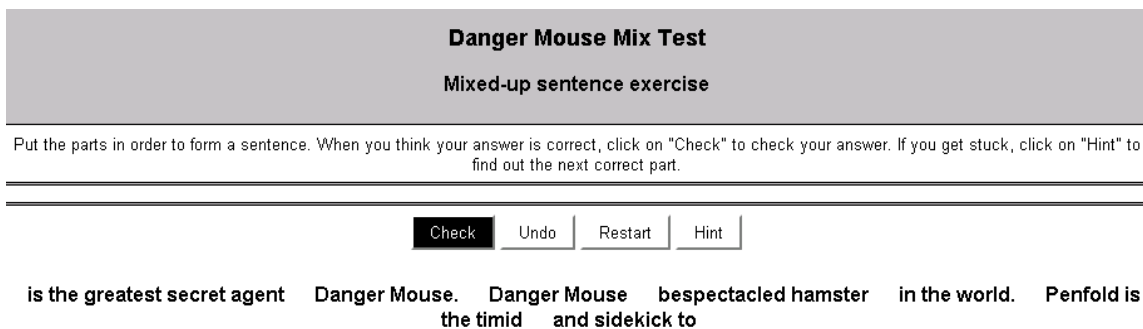 Danger Mouse Mix Test
Mixed-up sentence exercise
Put the parts in order to form a sentence. When you think your answer is correct, click on "Check" to check your answer. If you get stuck, click on "Hint" to
find out the next correct part.
Check Undo Restart Hint
is the greatest secret agent Danger Mouse. Danger Mouse bespectacled hamster in the world. Penfold is
the timid and sidekick to